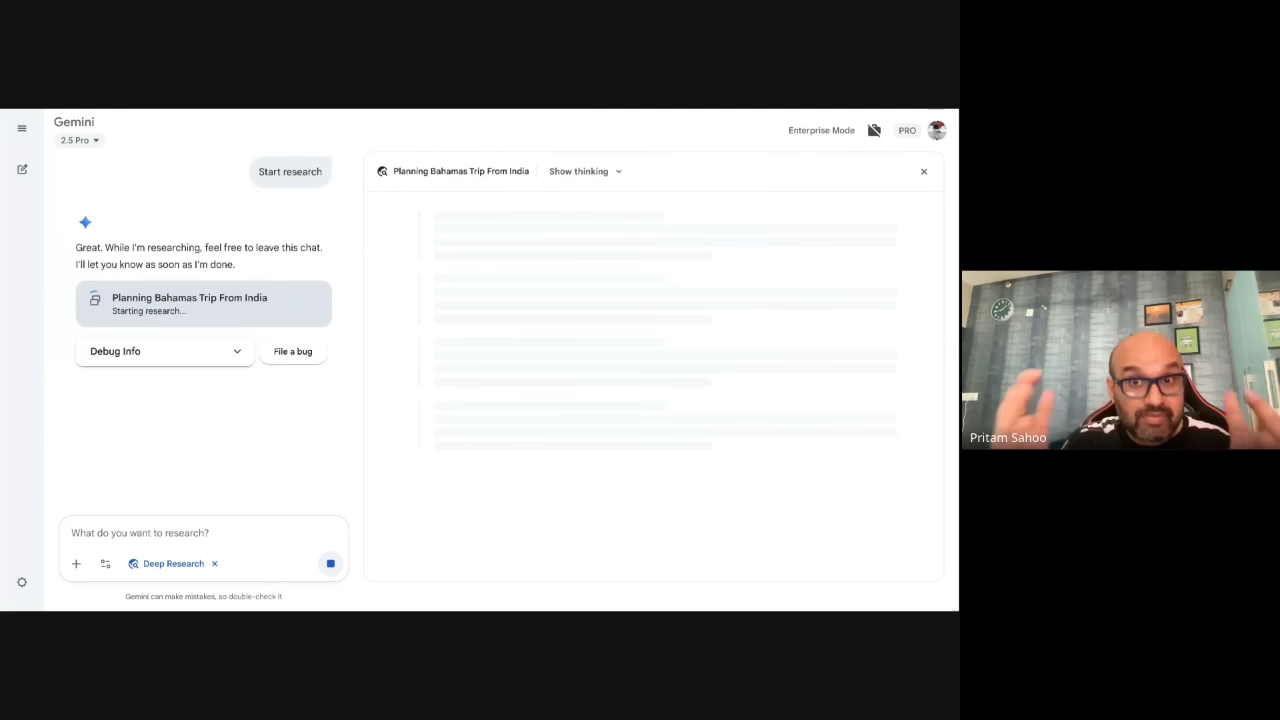 Gemini
2.5 Pro
Enterprise Mode
PRO
Start research
Great. While I'm researching, feel free to leave this chat.
I'll let you know as soon as I'm done.
Planning Bahamas Trip From India
Starting research...
Debug Info
File a bug
What do you want to research?
Deep Research
Gemini can make mistakes, so double-check it
Planning Bahamas Trip From India
Show thinking
Pritam Sahoo